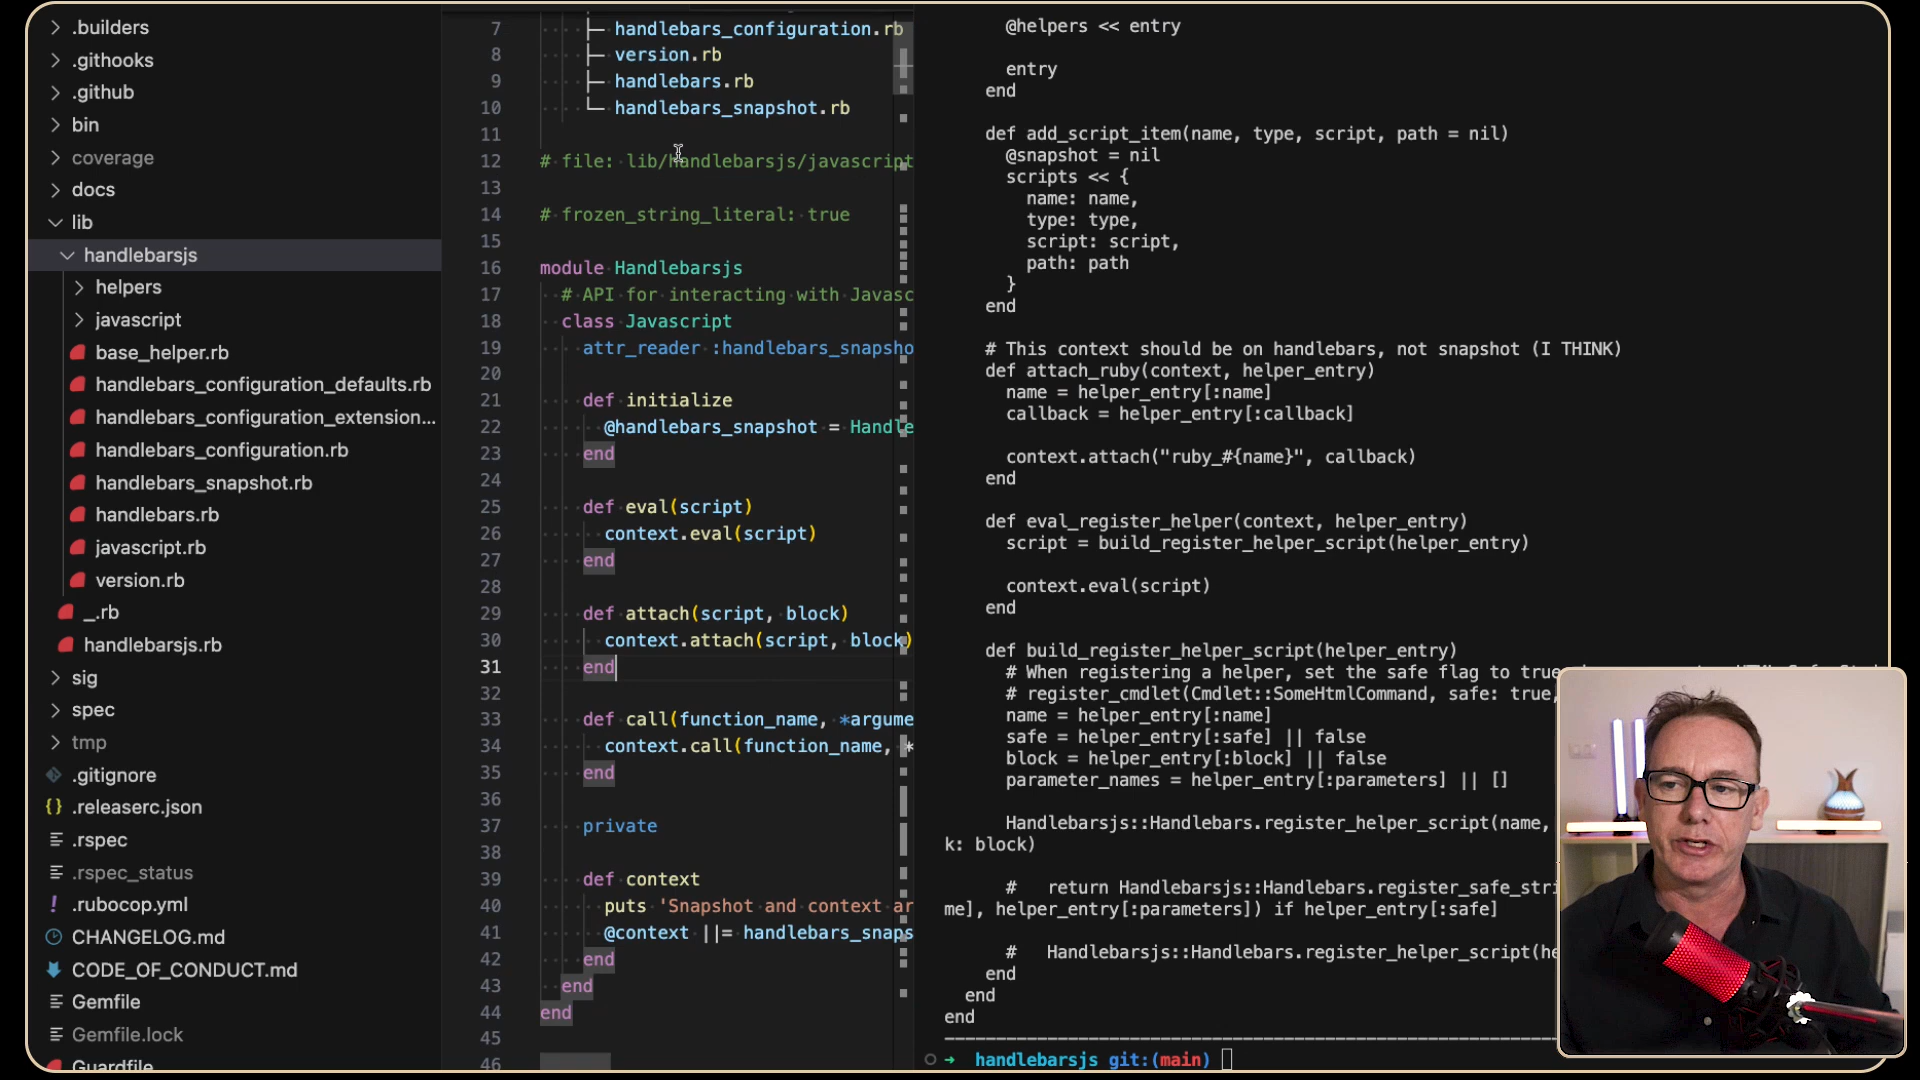 .builders
.githooks
.github
bin
coverage
docs
lib
handlebarsjs
helpers
javascript
base_helper.rb
handlebars_configuration_defaults.rb
handlebars_configuration_extension...
handlebars_configuration.rb
handlebars_snapshot.rb
handlebars.rb
javascript.rb
version.rb
_.rb
handlebarsjs.rb
sig
spec
tmp
.gitignore
.releaserc.json
.rspec
.rspec_status
.rubocop.yml
CHANGELOG.md
CODE_OF_CONDUCT.md
Gemfile
Gemfile.lock
Guardfile
7 ├─ handlebars_configuration.rb
8 ├─ version.rb
9 ├─ handlebars.rb
10 └─ handlebars_snapshot.rb
11
12 # file: lib/handlebarsjs/javascript
13
14 # frozen_string_literal: true
15
16 module Handlebarsjs
17 # API for interacting with Javasc
18 class Javascript
19 attr_reader :handlebars_snapsho
20
21 def initialize
22 @handlebars_snapshot = Handle
23 end
24
25 def eval(script)
26 context.eval(script)
27 end
28
29 def attach(script, block)
30 context.attach(script, block)
31 end
32
33 def call(function_name, *argume
34 context.call(function_name, *
35 end
36
37 private
38
39 def context
40 puts 'Snapshot and context ar
41 @context ||= handlebars_snaps
42 end
43 end
44 end
45
46
@helpers << entry
entry
end
def add_script_item(name, type, script, path = nil)
@snapshot = nil
scripts << {
name: name,
type: type,
script: script,
path: path
}
end
# This context should be on handlebars, not snapshot (I THINK)
def attach_ruby(context, helper_entry)
name = helper_entry[:name]
callback = helper_entry[:callback]
context.attach("ruby_#{name}", callback)
end
def eval_register_helper(context, helper_entry)
script = build_register_helper_script(helper_entry)
context.eval(script)
end
def build_register_helper_script(helper_entry)
# When registering a helper, set the safe flag to true
# register_cmdlet(Cmdlet::SomeHtmlCommand, safe: true,
name = helper_entry[:name]
safe = helper_entry[:safe] || false
block = helper_entry[:block] || false
parameter_names = helper_entry[:parameters] || []
Handlebarsjs::Handlebars.register_helper_script(name,
k: block)
# return Handlebarsjs::Handlebars.register_safe_stri
me], helper_entry[:parameters]) if helper_entry[:safe]
# Handlebarsjs::Handlebars.register_helper_script(he
end
end
end
→ handlebarsjs git:(main)